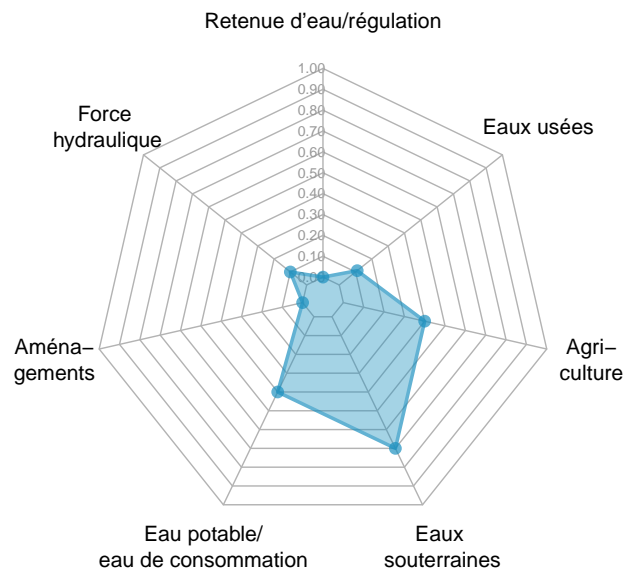 Retenue d'eau/régulation
1.00
0.90
0.80
0.70
0.60
0.50
0.40
0.30
0.20
0.10
0.00
Force
hydraulique
Eaux usées
Aména–
gements
Agri–
culture
Eau potable/
eau de consommation
Eaux
souterraines